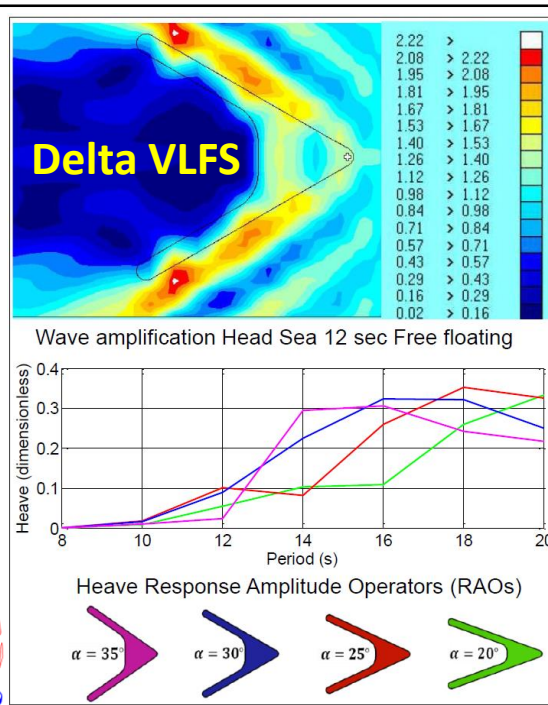 2.22 >
2.08 > 2.22
1.95 > 2.08
1.81 > 1.95
1.67 > 1.81
1.53 > 1.67
1.40 > 1.53
1.26 > 1.40
1.12 > 1.26
0.98 > 1.12
0.84 > 0.98
0.71 > 0.84
0.57 > 0.71
0.43 > 0.57
0.29 > 0.43
0.16 > 0.29
0.02 > 0.16
Delta VLFS
Wave amplification Head Sea 12 sec Free floating
Heave (dimensionless)
0.4
0.3
0.2
0.1
0
8 10 12 14 16 18 20
Period (s)
Heave Response Amplitude Operators (RAOs)
α = 35° α = 30° α = 25° α = 20°